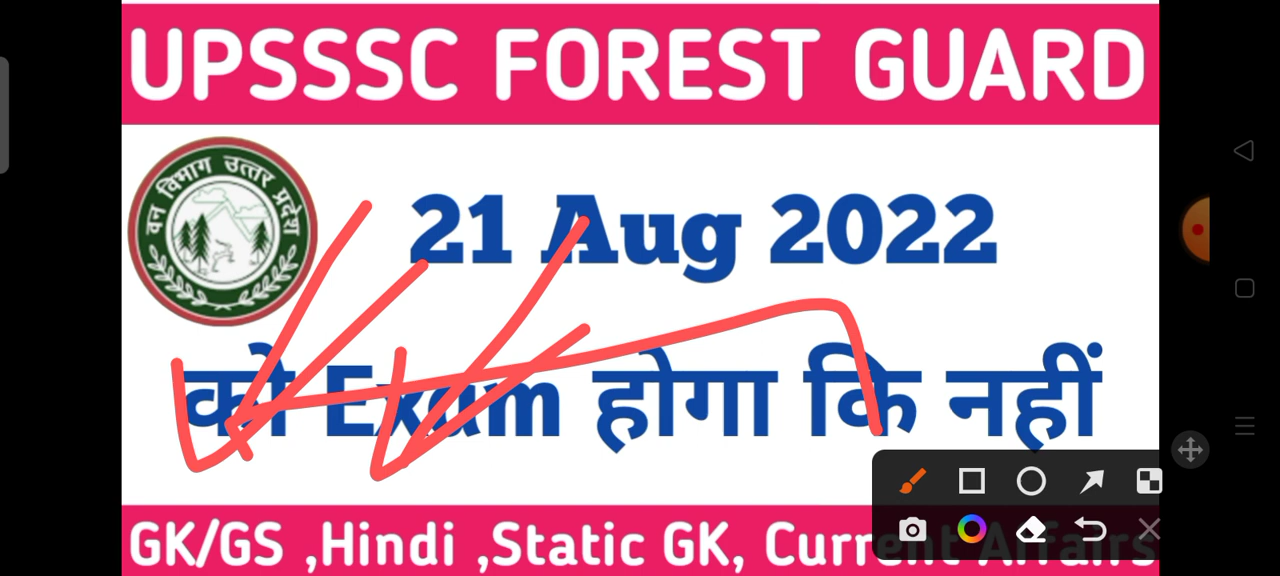 UPSSSC FOREST GUARD
वन विभाग उत्तर प्रदेश
21 Aug 2022
को Exam होगा कि नहीं
GK/GS ,Hindi ,Static GK, Current Affairs